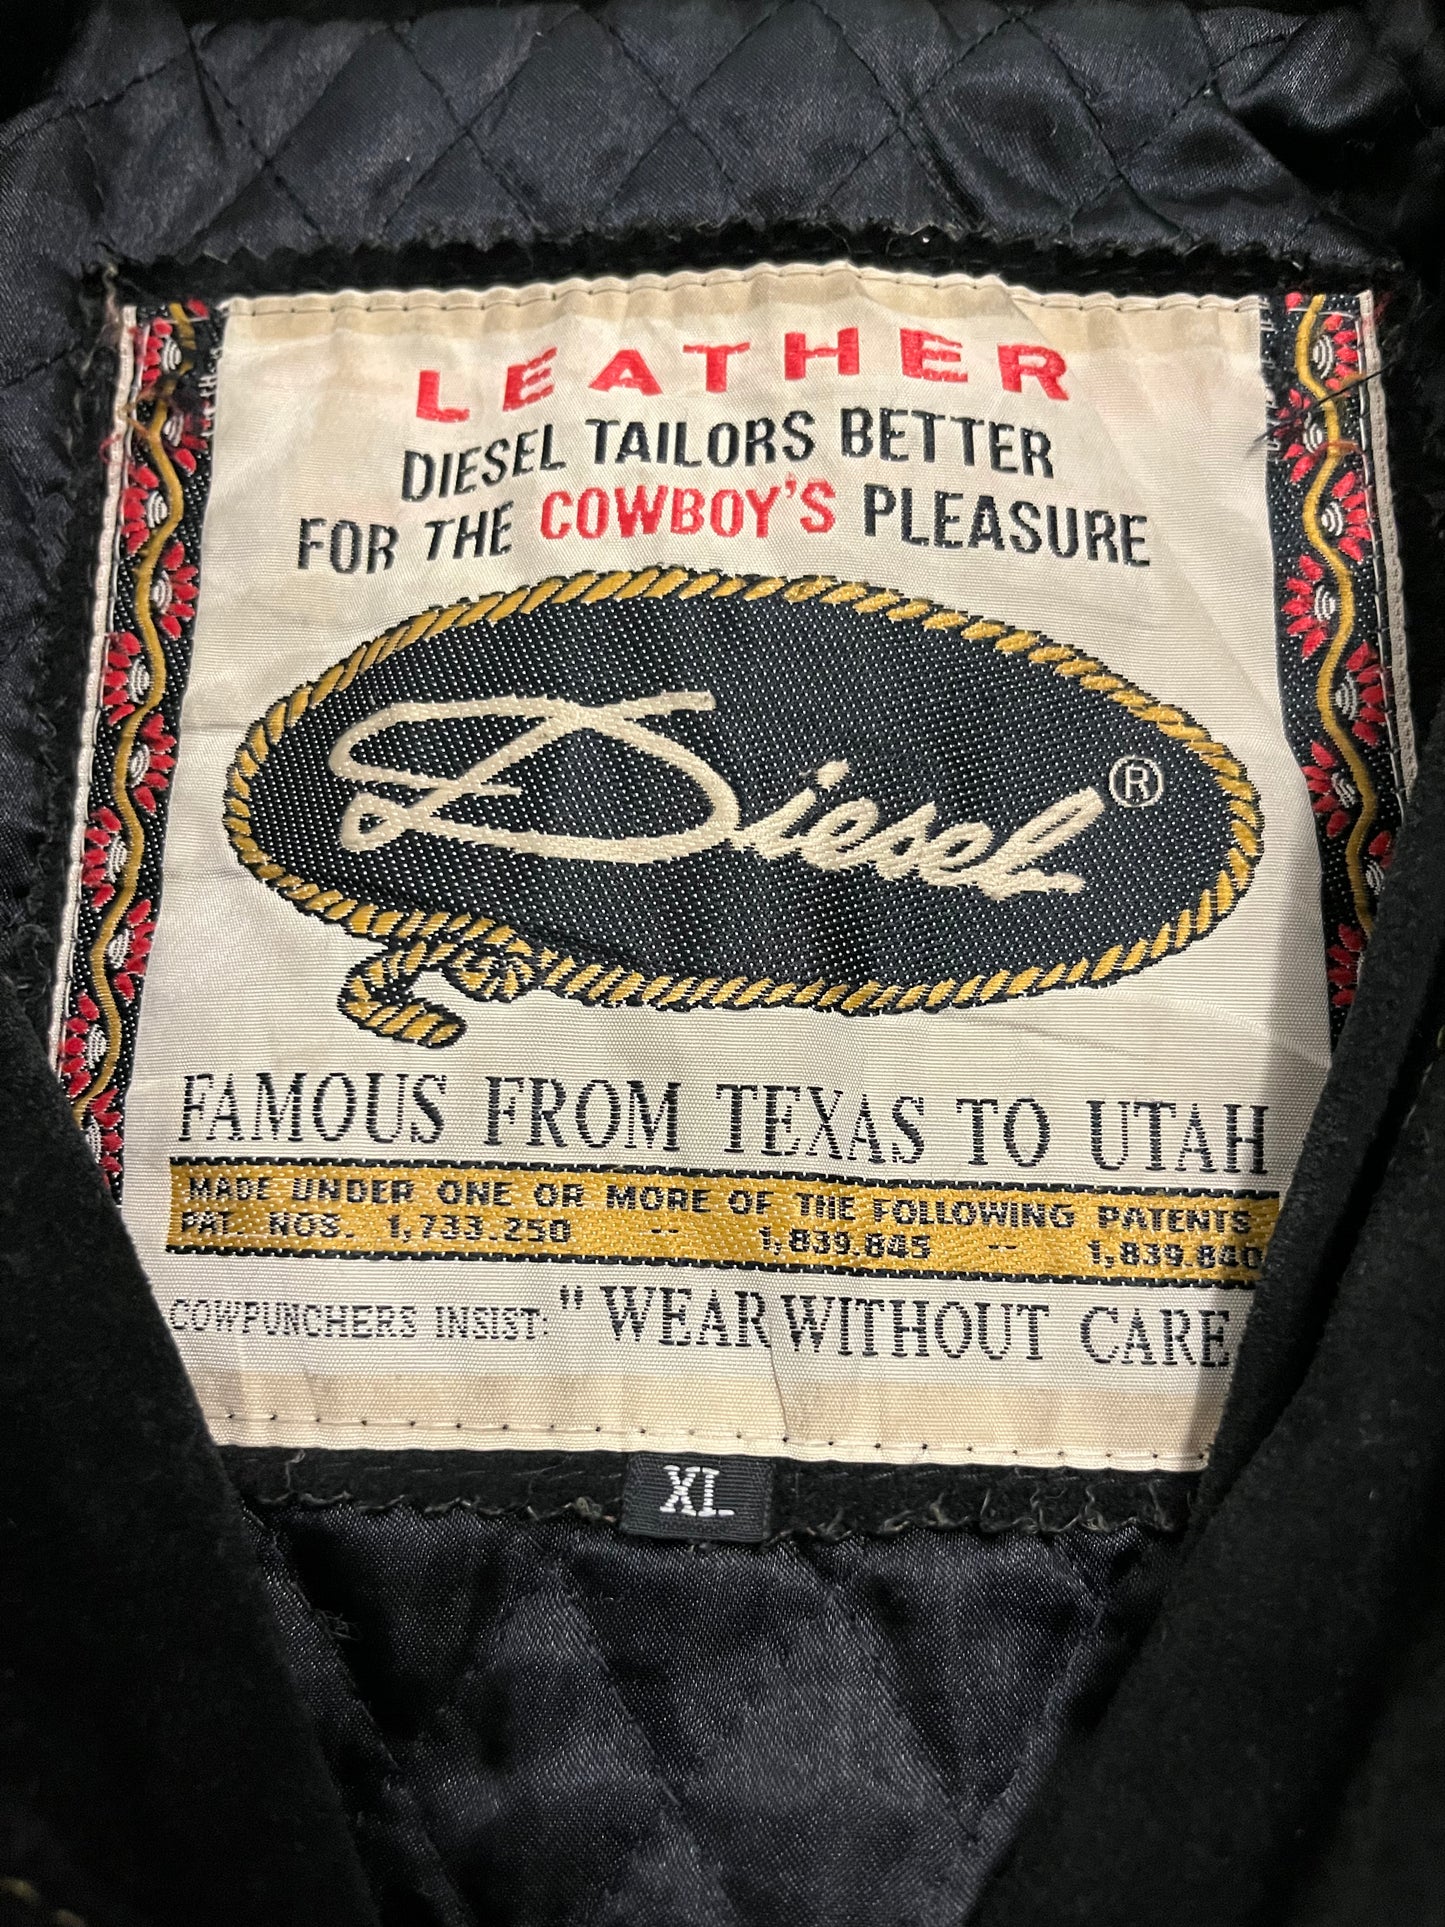 LEATHER
DIESEL TAILORS BETTER
FOR THE COWBOY'S PLEASURE
Diesel ®
FAMOUS FROM TEXAS TO UTAH
MADE UNDER ONE OR MORE OF THE FOLLOWING PATENTS
PAT. NOS. 1,733.250 -- 1,839.845 -- 1,839.840
COWPUNCHERS INSIST: "WEAR WITHOUT CARE
XL